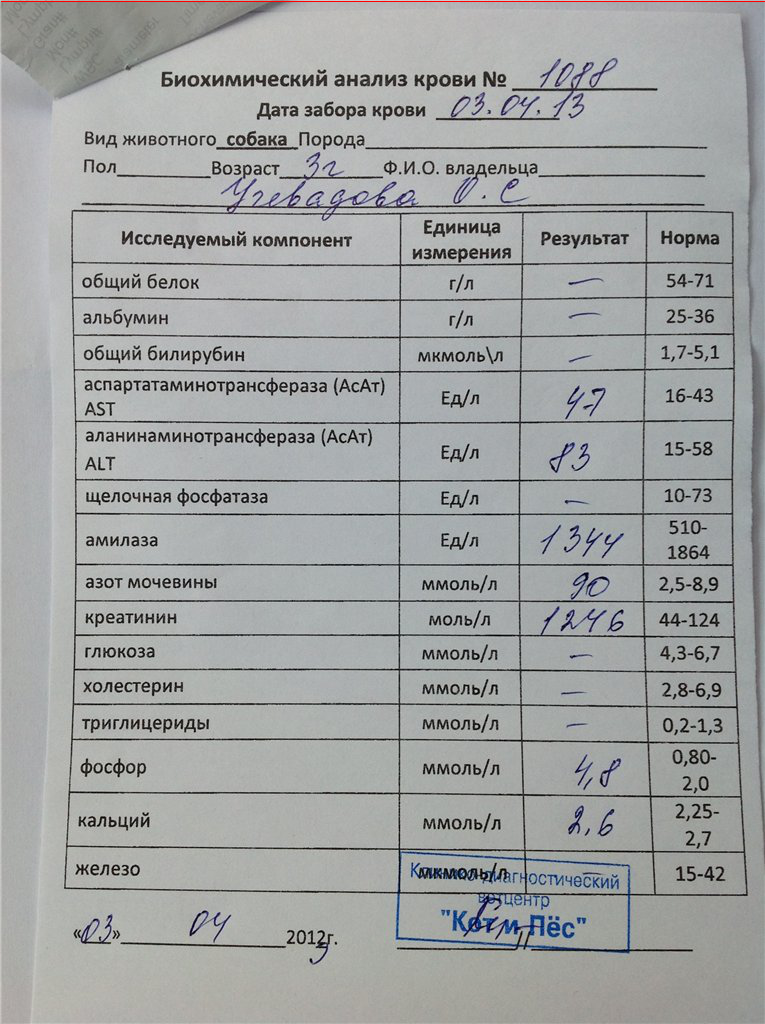 Биохимический анализ крови № 1088
Дата забора крови 03.04.13
Вид животного собака Порода
Пол Возраст 3г Ф.И.О. владельца
О. С
Исследуемый компонент Единица измерения Результат Норма
общий белок г/л — 54-71
альбумин г/л — 25-36
общий билирубин мкмоль\л — 1,7-5,1
аспартатаминотрансфераза (АсАт) AST Ед/л 47 16-43
аланинаминотрансфераза (АсАт) ALT Ед/л 83 15-58
щелочная фосфатаза Ед/л — 10-73
амилаза Ед/л 1344 510-1864
азот мочевины ммоль/л 90 2,5-8,9
креатинин моль/л 1246 44-124
глюкоза ммоль/л — 4,3-6,7
холестерин ммоль/л — 2,8-6,9
триглицериды ммоль/л — 0,2-1,3
фосфор ммоль/л 4,8 0,80-2,0
кальций ммоль/л 2,6 2,25-2,7
железо мкмоль/л — 15-42
Клинико-диагностический
ветцентр
"Кот и Пёс"
«03» 04 2013г.